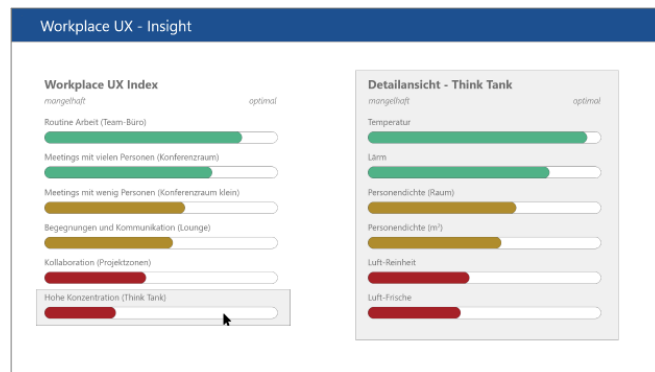 Workplace UX - Insight
Workplace UX Index
mangelhaft optimal
Routine Arbeit (Team-Büro)
Meetings mit vielen Personen (Konferenzraum)
Meetings mit wenig Personen (Konferenzraum klein)
Begegnungen und Kommunikation (Lounge)
Kollaboration (Projektzonen)
Hohe Konzentration (Think Tank)
Detailansicht - Think Tank
mangelhaft optimal
Temperatur
Lärm
Personendichte (Raum)
Personendichte (m²)
Luft-Reinheit
Luft-Frische